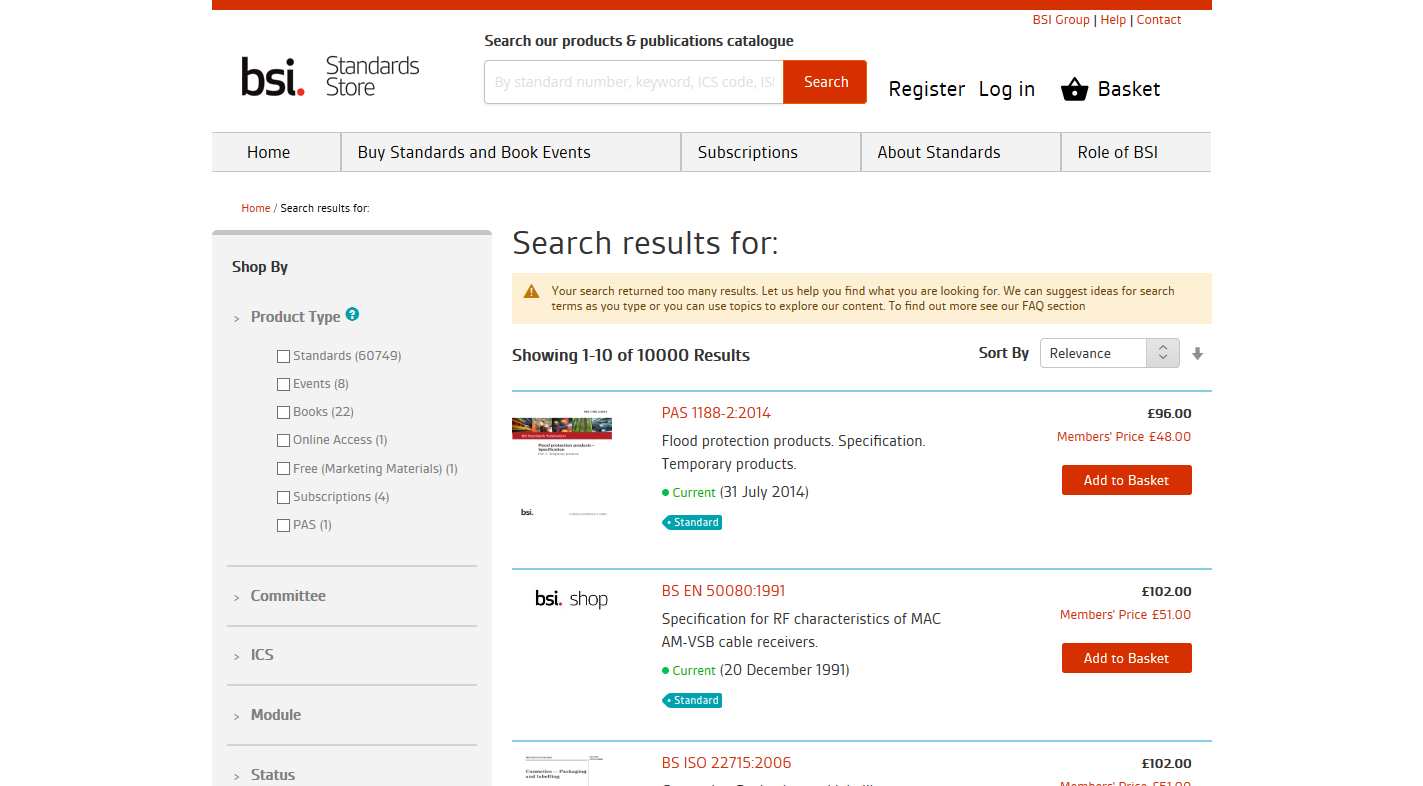 BSI Group | Help | Contact
Search our products & publications catalogue
bsi. Standards Store
By standard number, keyword, ICS code, ISI
Search
Register Log in Basket
Home
Buy Standards and Book Events
Subscriptions
About Standards
Role of BSI
Home / Search results for:
Shop By
> Product Type ?
Standards (60749)
Events (8)
Books (22)
Online Access (1)
Free (Marketing Materials) (1)
Subscriptions (4)
PAS (1)
> Committee
> ICS
> Module
> Status
Search results for:
Your search returned too many results. Let us help you find what you are looking for. We can suggest ideas for search
terms as you type or you can use topics to explore our content. To find out more see our FAQ section
Showing 1-10 of 10000 Results
Sort By Relevance
Flood protection products –
Specification
bsi.
PAS 1188-2:2014
Flood protection products. Specification.
Temporary products.
Current (31 July 2014)
Standard
£96.00
Members' Price £48.00
Add to Basket
bsi. shop
BS EN 50080:1991
Specification for RF characteristics of MAC
AM-VSB cable receivers.
Current (20 December 1991)
Standard
£102.00
Members' Price £51.00
Add to Basket
Cosmetics — Packaging
and labelling
BS ISO 22715:2006
£102.00
Members' Price £51.00